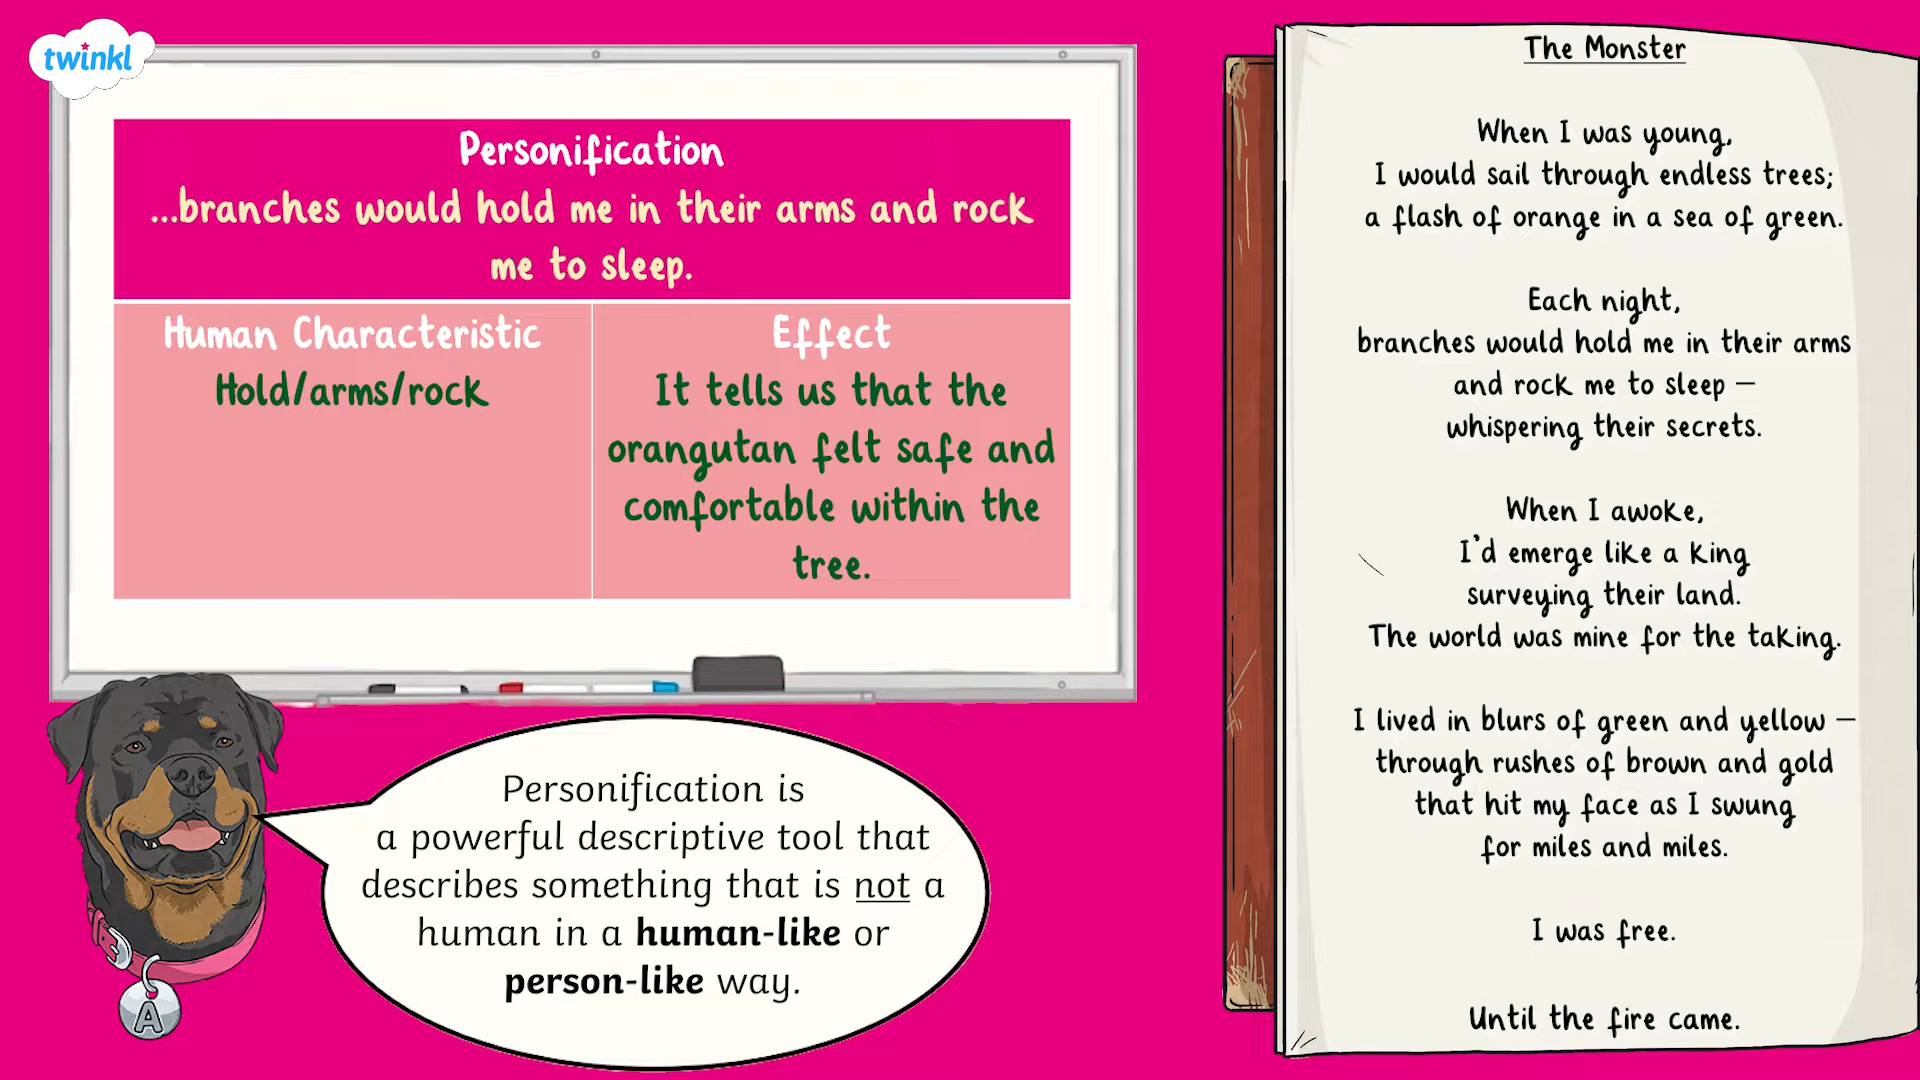 twinkl
Personification
...branches would hold me in their arms and rock
me to sleep.
Human Characteristic
Hold/arms/rock
Effect
It tells us that the
orangutan felt safe and
comfortable within the
tree.
Personification is
a powerful descriptive tool that
describes something that is not a
human in a human-like or
person-like way.
A
The Monster
When I was young,
I would sail through endless trees;
a flash of orange in a sea of green.
Each night,
branches would hold me in their arms
and rock me to sleep –
whispering their secrets.
When I awoke,
I'd emerge like a king
surveying their land.
The world was mine for the taking.
I lived in blurs of green and yellow –
through rushes of brown and gold
that hit my face as I swung
for miles and miles.
I was free.
Until the fire came.